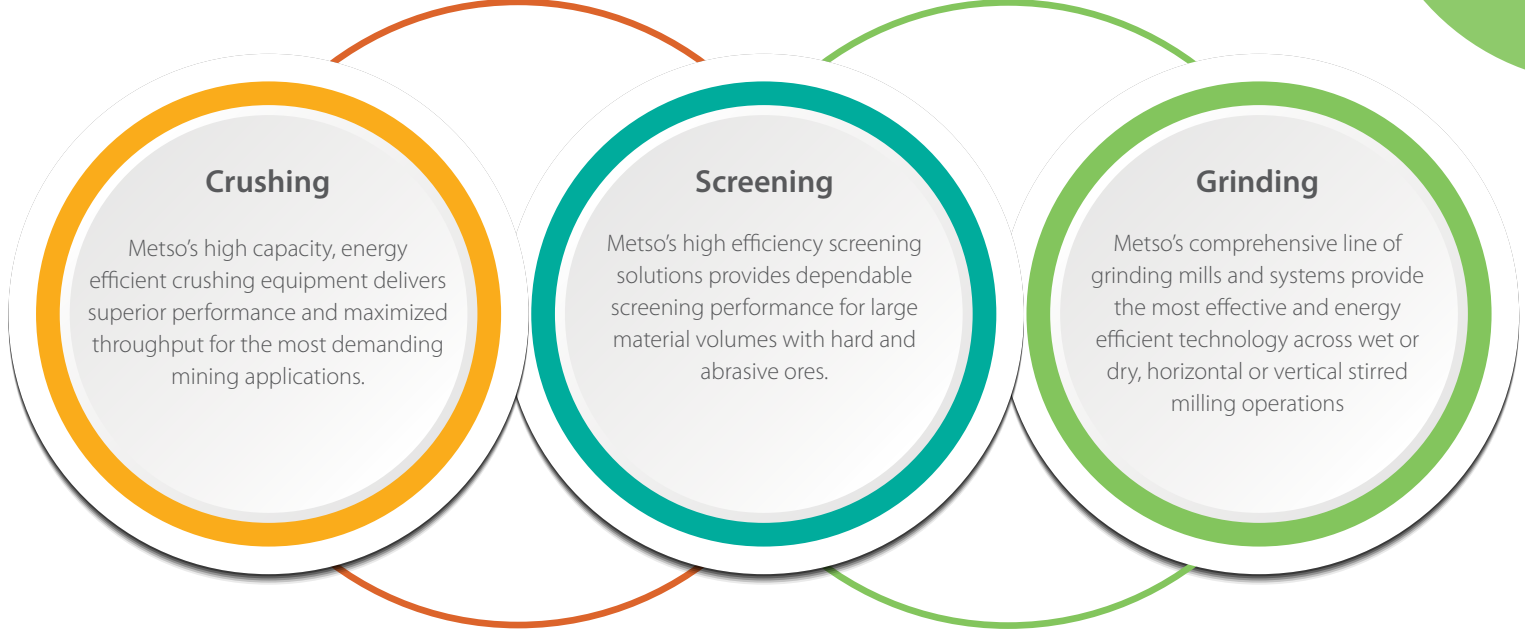 Crushing
Metso’s high capacity, energy
efficient crushing equipment delivers
superior performance and maximized
throughput for the most demanding
mining applications.
Screening
Metso’s high efficiency screening
solutions provides dependable
screening performance for large
material volumes with hard and
abrasive ores.
Grinding
Metso’s comprehensive line of
grinding mills and systems provide
the most effective and energy
efficient technology across wet or
dry, horizontal or vertical stirred
milling operations